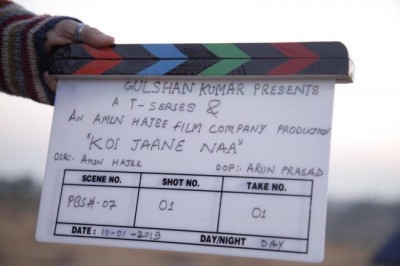 GULSHAN KUMAR PRESENTS
A T-SERIES &
AN AMIN HAJEE FILM COMPANY PRODUCTION
"KOI JAANE NAA"
DIR: AMIN HAJEE DOP: ARUN PRASAD
SCENE NO. SHOT NO. TAKE NO.
PBS#-07 01 01
DATE: 10-01-2019 DAY/NIGHT DAY